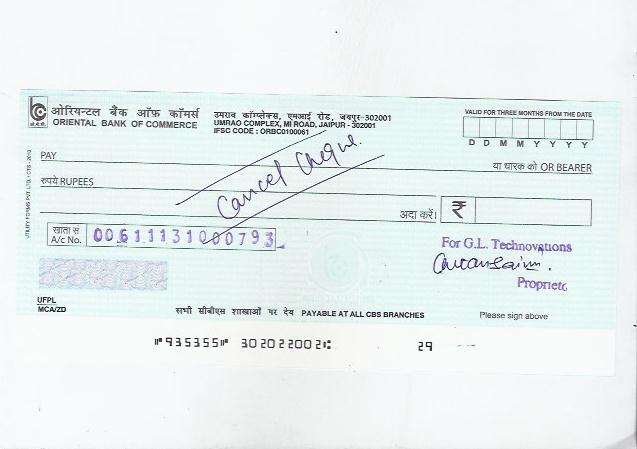 ओरियन्टल बैंक ऑफ़ कॉमर्स
ORIENTAL BANK OF COMMERCE
उमराव कॉम्प्लेक्स, एमआई रोड, जयपुर-302001
UMRAO COMPLEX, MI ROAD, JAIPUR - 302001
IFSC CODE : ORBC0100061
VALID FOR THREE MONTHS FROM THE DATE
D D M M Y Y Y Y
PAY
या धारक को OR BEARER
रुपये RUPEES
Cancel Cheque.
अदा करें। ₹
खाता सं
A/c No. 00611131000793
For G.L. Technovations
Proprieto
UTILITY FORMS PVT. LTD. / CTS - 2010
UFPL
MCA/ZD
सभी सीबीएस शाखाओं पर देय PAYABLE AT ALL CBS BRANCHES
Please sign above
⑈935355⑈ 302022002⑆ 29